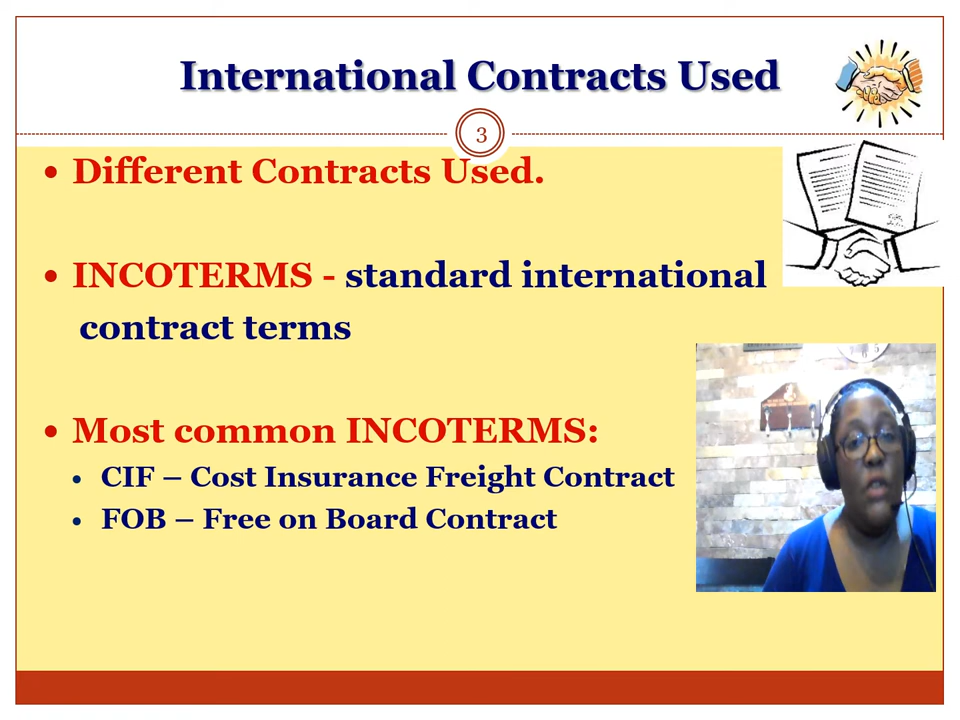 International Contracts Used
3
• Different Contracts Used.
• INCOTERMS - standard international
contract terms
• Most common INCOTERMS:
• CIF – Cost Insurance Freight Contract
• FOB – Free on Board Contract